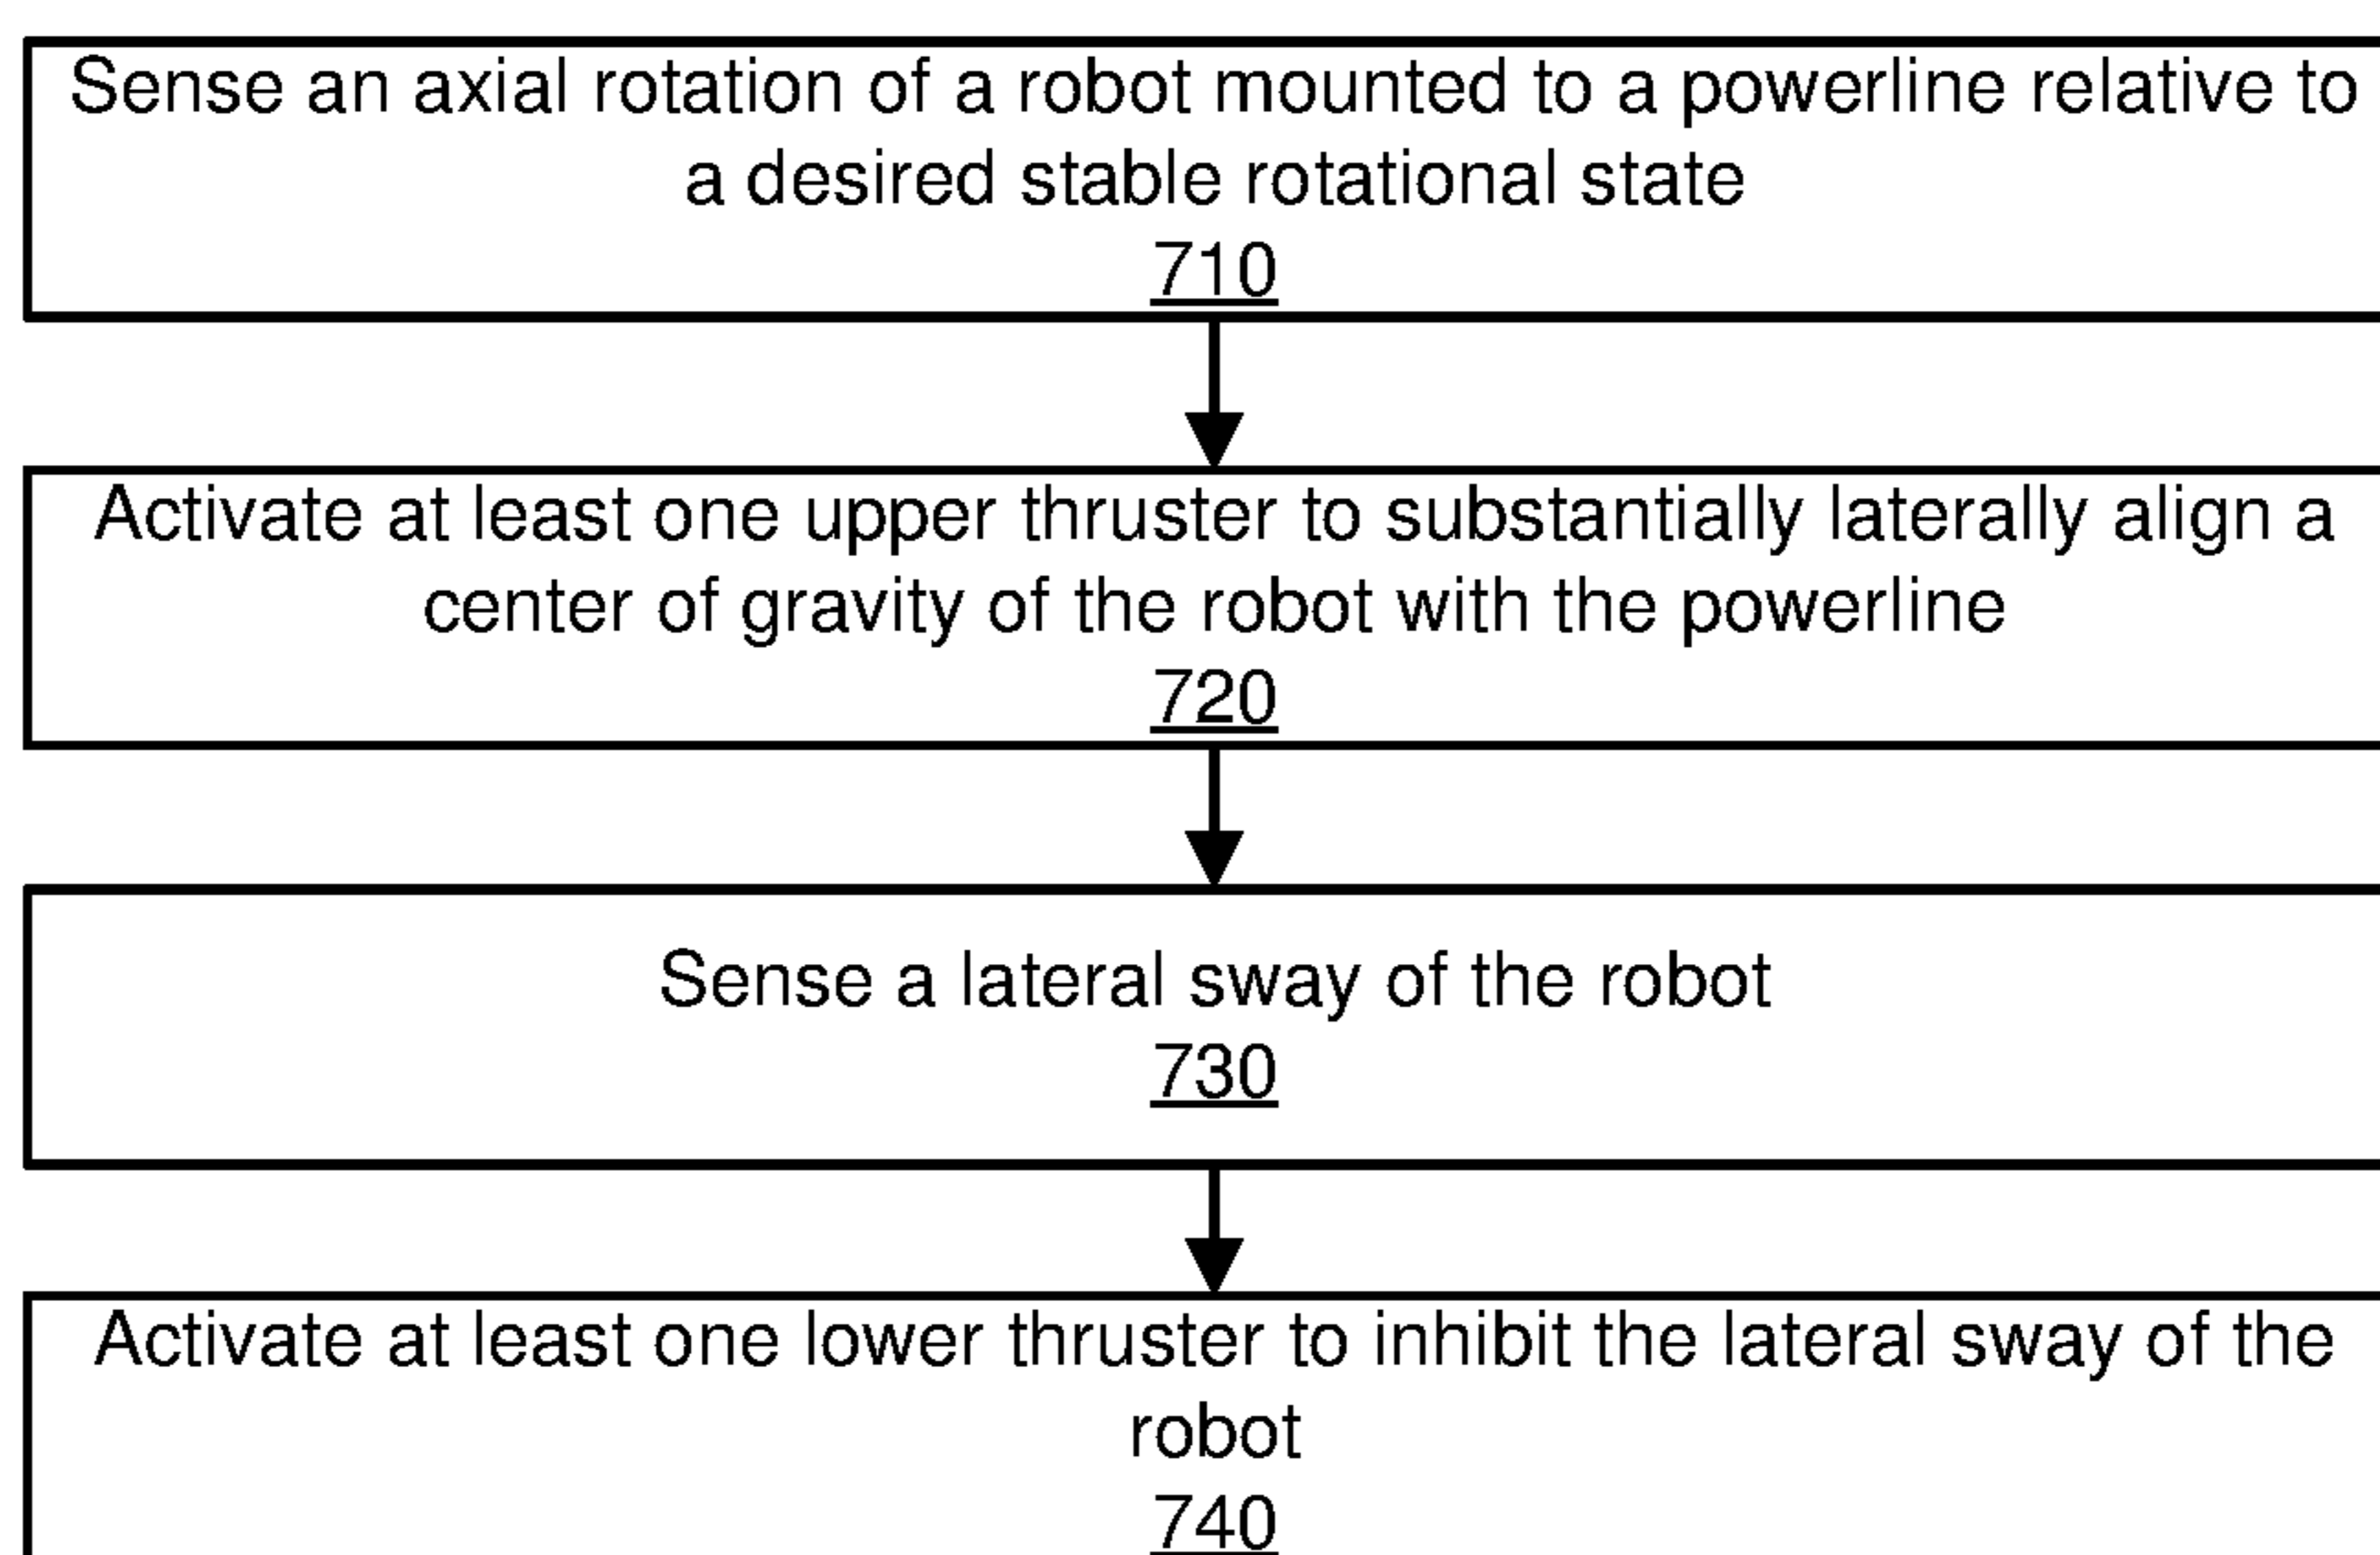 Sense an axial rotation of a robot mounted to a powerline relative to
a desired stable rotational state
710
Activate at least one upper thruster to substantially laterally align a
center of gravity of the robot with the powerline
720
Sense a lateral sway of the robot
730
Activate at least one lower thruster to inhibit the lateral sway of the
robot
740